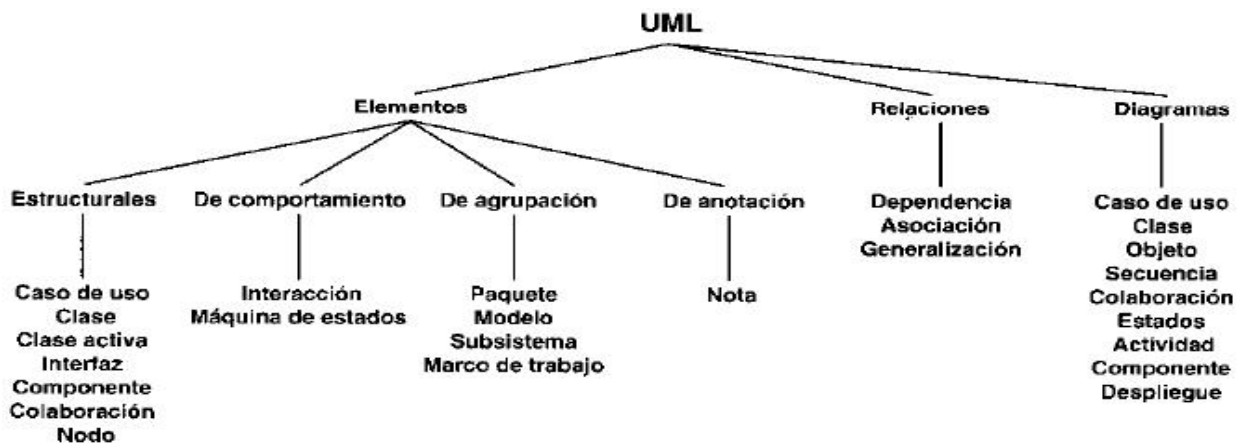 UML
Elementos
Relaciones
Diagramas
Estructurales
De comportamiento
De agrupación
De anotación
Dependencia
Asociación
Generalización
Caso de uso
Clase
Objeto
Secuencia
Colaboración
Estados
Actividad
Componente
Despliegue
Caso de uso
Clase
Clase activa
Interfaz
Componente
Colaboración
Nodo
Interacción
Máquina de estados
Paquete
Modelo
Subsistema
Marco de trabajo
Nota